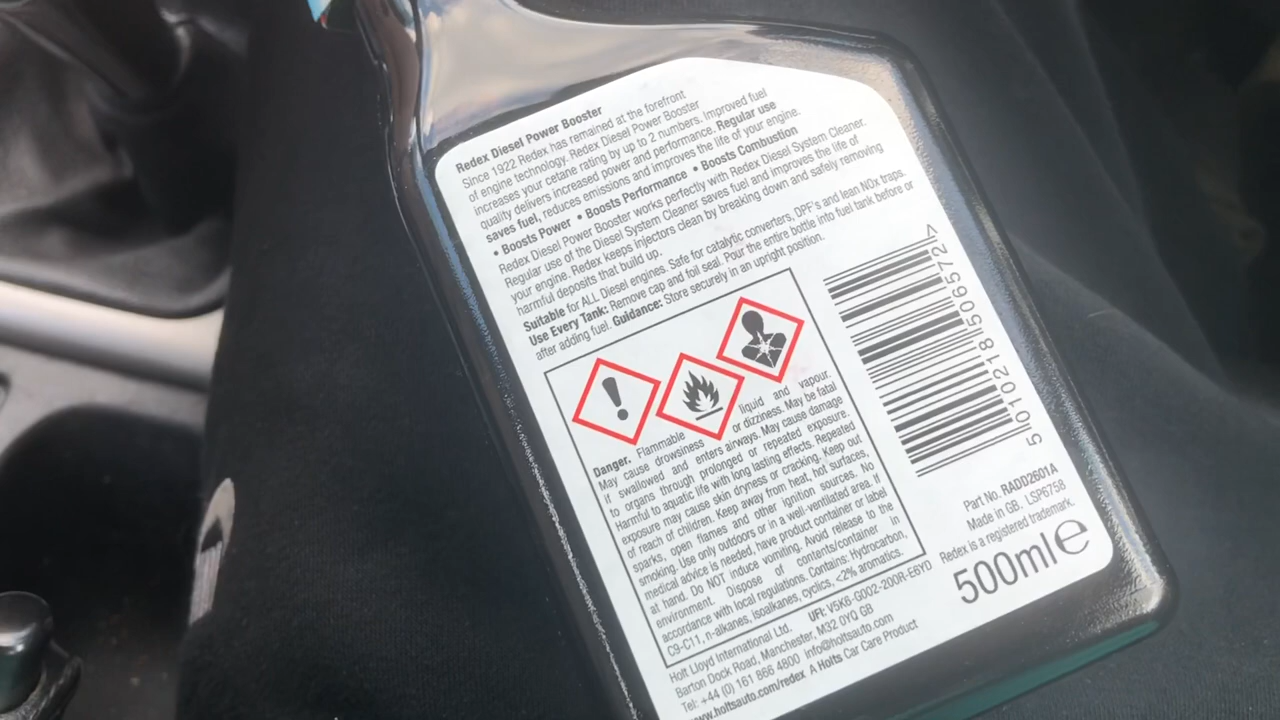 Redex Diesel Power Booster
Since 1922 Redex has remained at the forefront
of engine technology. Redex Diesel Power Booster
increases your cetane rating by up to 2 numbers. Improved fuel
quality delivers increased power and performance. Regular use
saves fuel, reduces emissions and improves the life of your engine.
• Boosts Power • Boosts Performance • Boosts Combustion
Redex Diesel Power Booster works perfectly with Redex Diesel System Cleaner.
Regular use of the Diesel System Cleaner saves fuel and improves the life of
your engine. Redex keeps injectors clean by breaking down and safely removing
harmful deposits that build up.
Suitable for ALL Diesel engines. Safe for catalytic converters, DPF's and lean NOx traps.
Use Every Tank: Remove cap and foil seal. Pour the entire bottle into fuel tank before or
after adding fuel. Guidance: Store securely in an upright position.
Danger. Flammable liquid and vapour.
May cause drowsiness or dizziness. May be fatal
if swallowed and enters airways. May cause damage
to organs through prolonged or repeated exposure.
Harmful to aquatic life with long lasting effects. Repeated
exposure may cause skin dryness or cracking. Keep out
of reach of children. Keep away from heat, hot surfaces,
sparks, open flames and other ignition sources. No
smoking. Use only outdoors or in a well-ventilated area. If
medical advice is needed, have product container or label
at hand. Do NOT induce vomiting. Avoid release to the
environment. Dispose of contents/container in
accordance with local regulations. Contains: Hydrocarbon,
C9-C11, n-alkanes, isoalkanes, cyclics, <2% aromatics.
5 010218 506572 >
Part No. RADD2601A
Made in GB. LSP6758
Redex is a registered trademark.
500ml e
Holt Lloyd International Ltd. UFI: V5K6-G002-200R-E6YD
Barton Dock Road, Manchester, M32 0YQ GB
Tel: +44 (0) 161 866 4800 info@holtsauto.com
www.holtsauto.com/redex A Holts Car Care Product